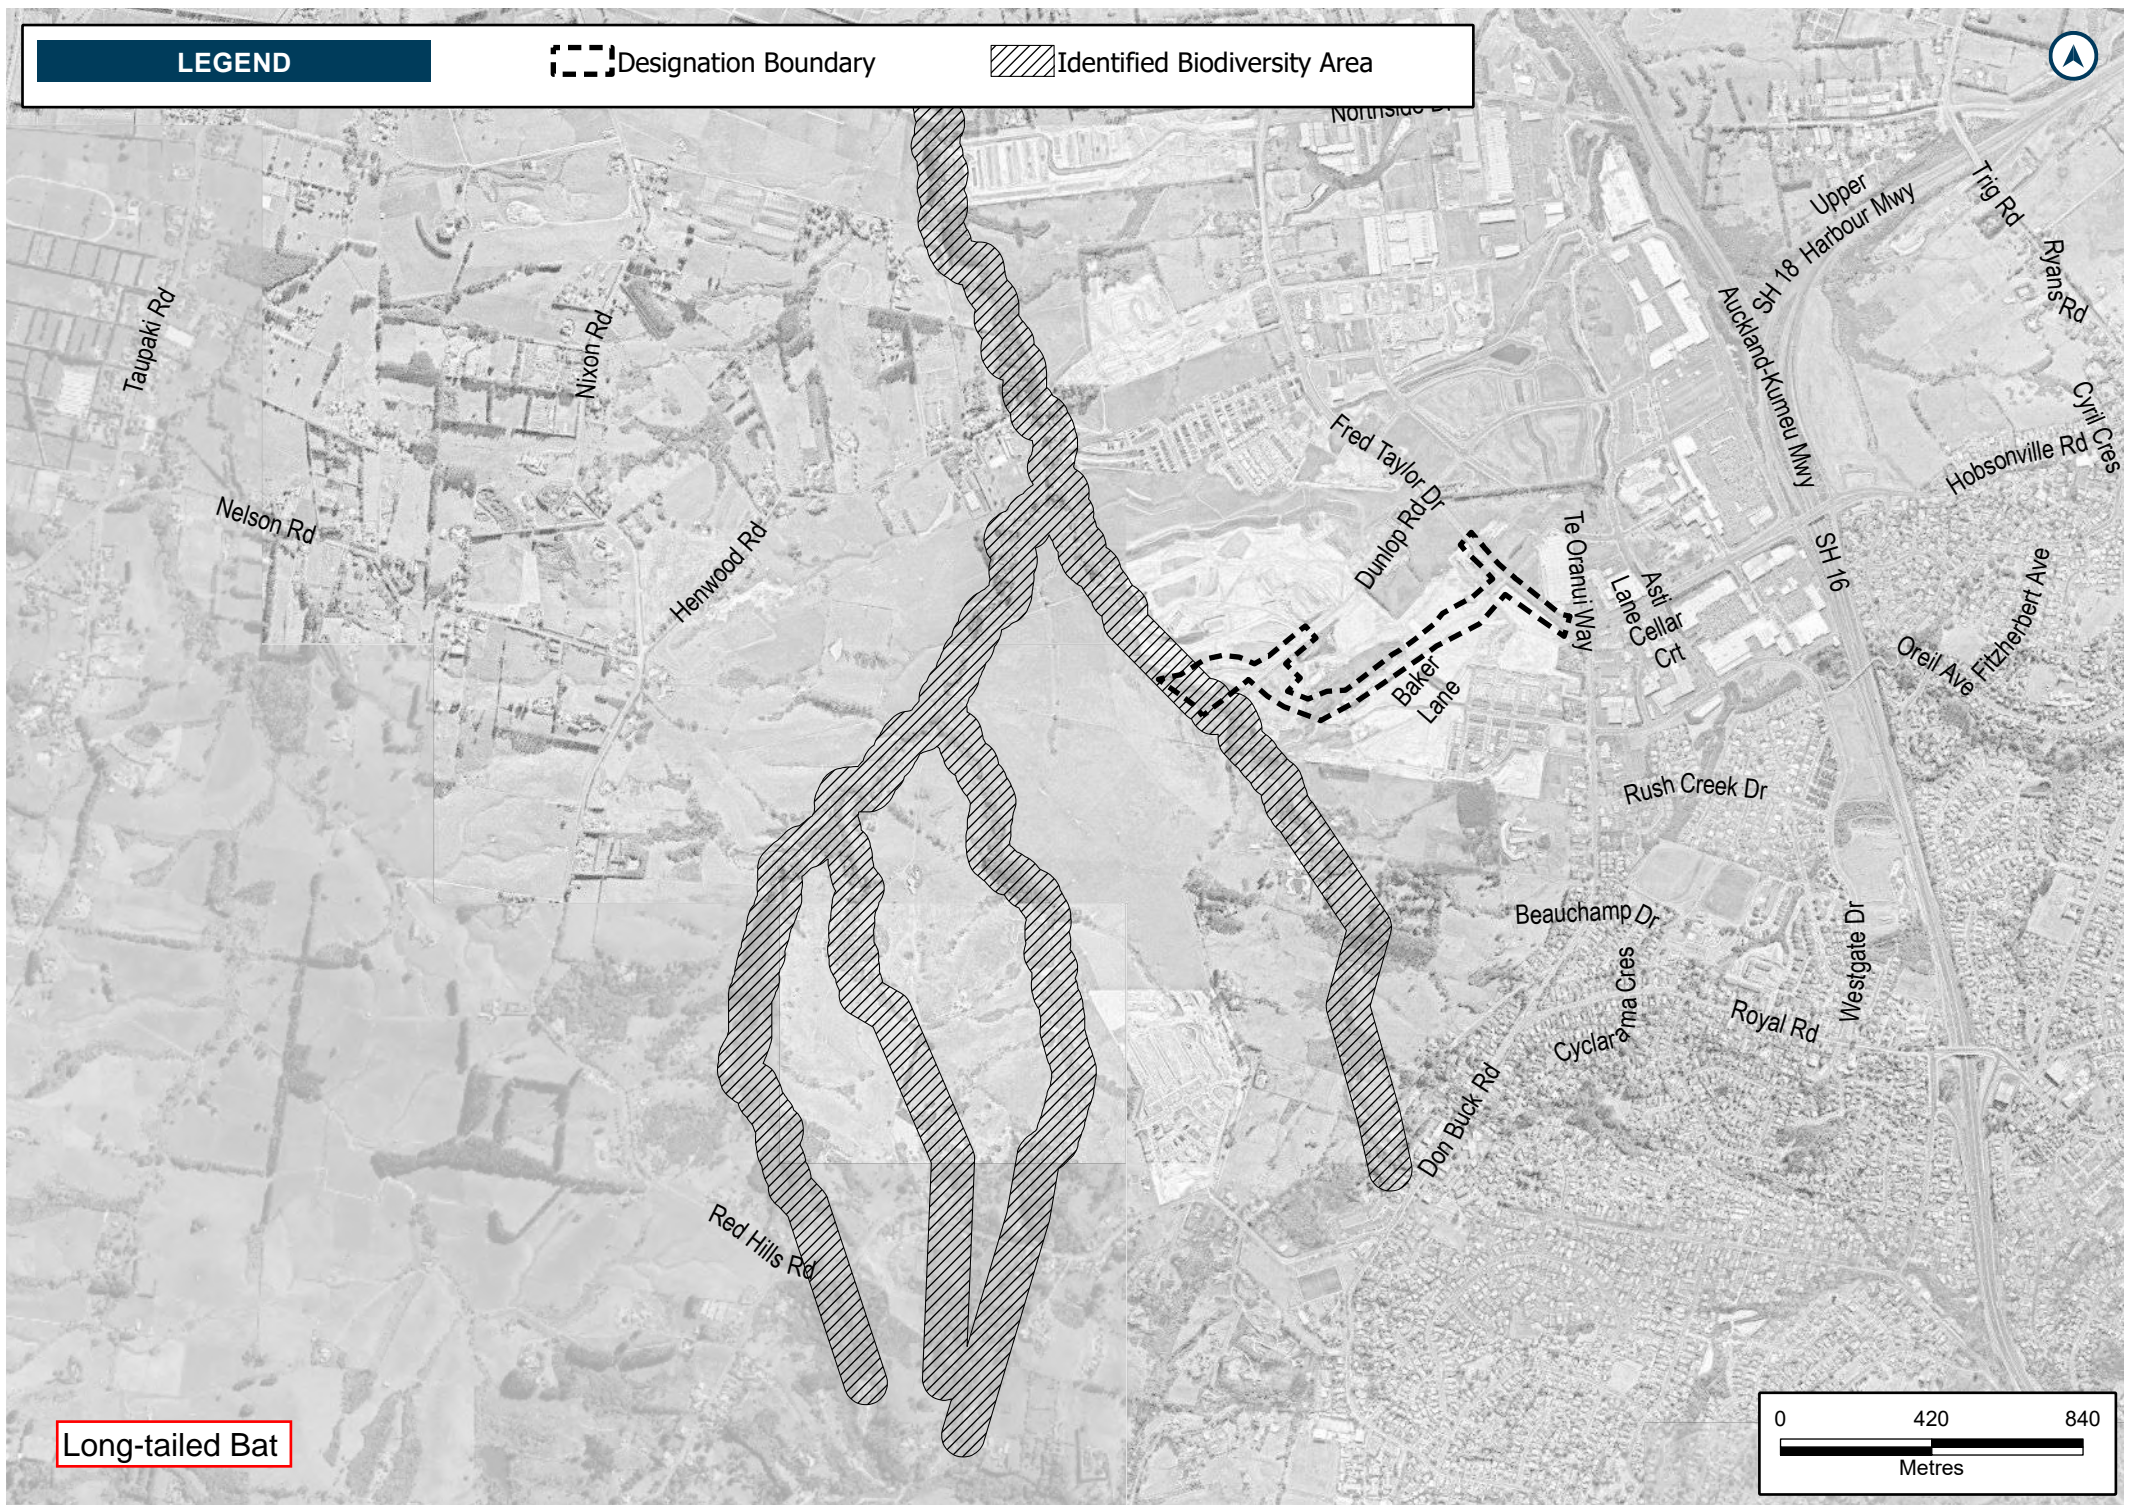 LEGEND
Designation Boundary
Identified Biodiversity Area
Northside Dr
Upper
Harbour Mwy
SH 18
Trig Rd
Ryans Rd
Taupaki Rd
Nixon Rd
Auckland-Kumeu Mwy
Cyril Cres
Hobsonville Rd
Fred Taylor Dr
Dunlop Rd
Nelson Rd
Henwood Rd
Te Oranui Way
Asti
Lane
Cellar
Crt
SH 16
Fitzherbert Ave
Oreil Ave
Baker
Lane
Rush Creek Dr
Beauchamp Dr
Cyclarama Cres
Westgate Dr
Royal Rd
Don Buck Rd
Red Hills Rd
Long-tailed Bat
0 420 840
Metres